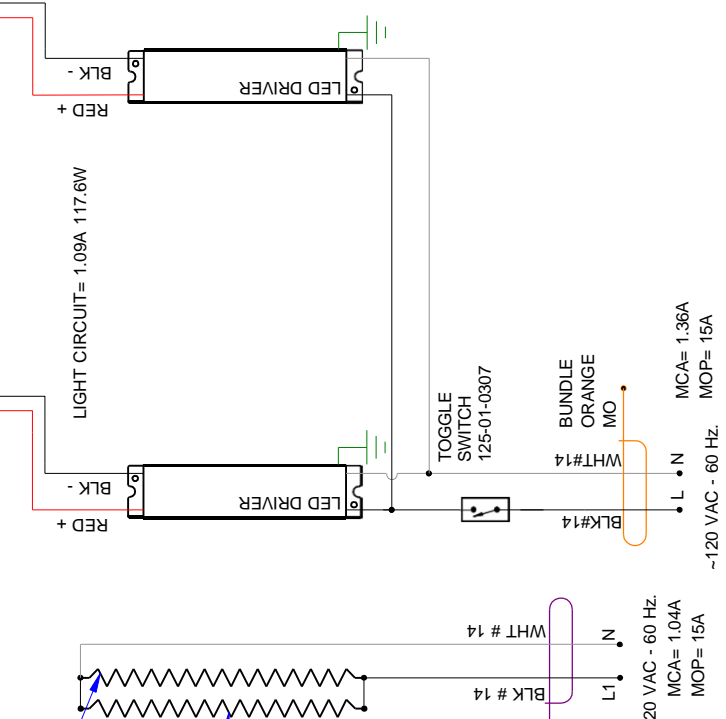 BLK -
RED +
LED DRIVER
LIGHT CIRCUIT= 1.09A 117.6W
BLK -
RED +
LED DRIVER
TOGGLE
SWITCH
125-01-0307
BUNDLE
ORANGE
MO
WHT#14
BLK#14
N
L
MCA= 1.36A
MOP= 15A
~120 VAC - 60 Hz.
WHT # 14
BLK # 14
N
L1
20 VAC - 60 Hz.
MCA= 1.04A
MOP= 15A